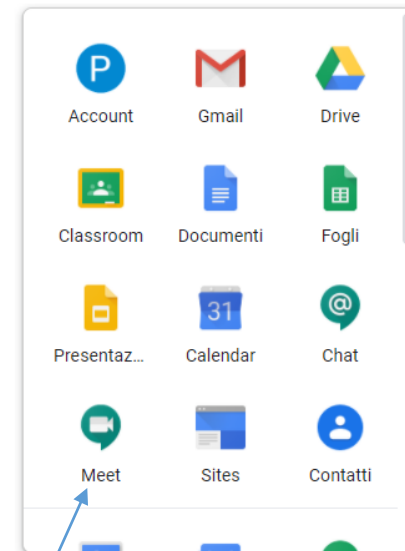 P
Account Gmail Drive
Classroom Documenti Fogli
31 @
Presentaz... Calendar Chat
Meet Sites Contatti